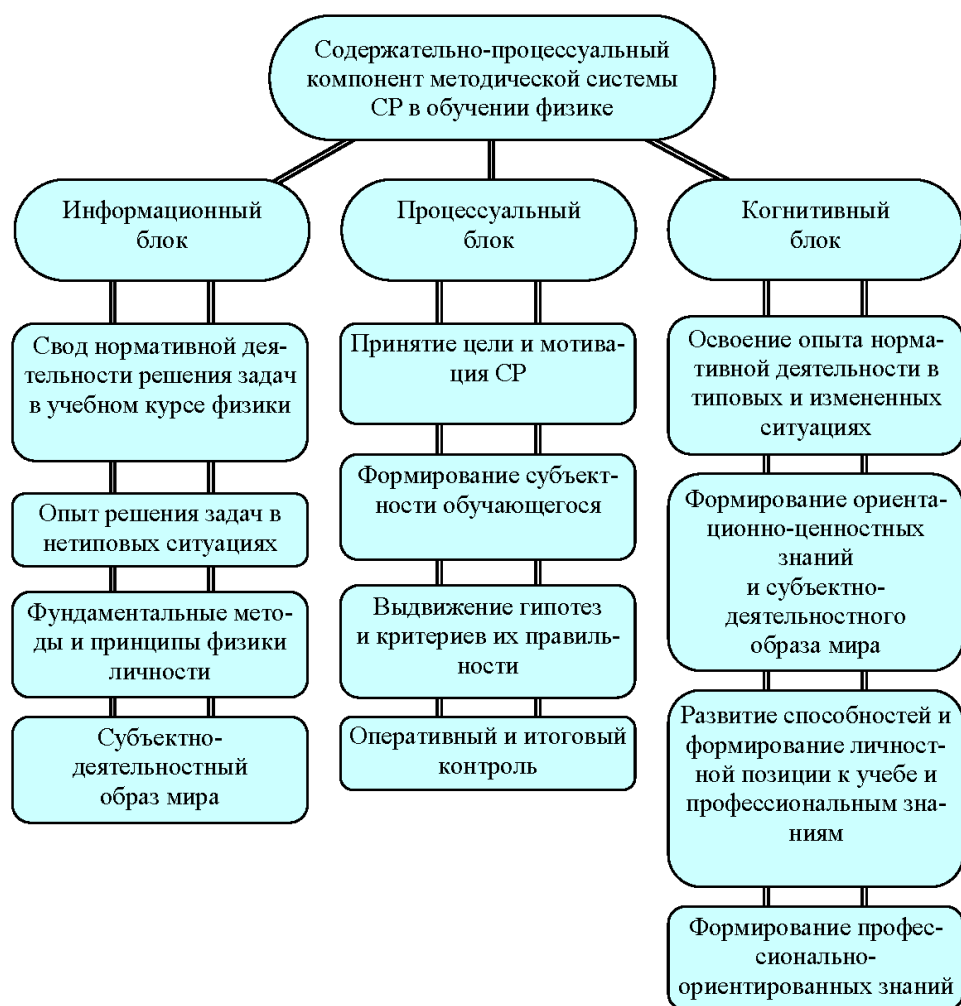 Содержательно-процессуальный
компонент методической системы
СР в обучении физике
Информационный
блок
Свод нормативной дея-
тельности решения задач
в учебном курсе физики
Опыт решения задач в
нетиповых ситуациях
Фундаментальные мето-
ды и принципы физики
личности
Субъектно-
деятельностный
образ мира
Процессуальный
блок
Принятие цели и мотива-
ция СР
Формирование субъект-
ности обучающегося
Выдвижение гипотез
и критериев их правиль-
ности
Оперативный и итоговый
контроль
Когнитивный
блок
Освоение опыта норма-
тивной деятельности в
типовых и измененных
ситуациях
Формирование ориента-
ционно-ценностных
знаний
и субъектно-
деятельностного
образа мира
Развитие способностей и
формирование личност-
ной позиции к учебе и
профессиональным зна-
ниям
Формирование профес-
сионально-
ориентированных знаний